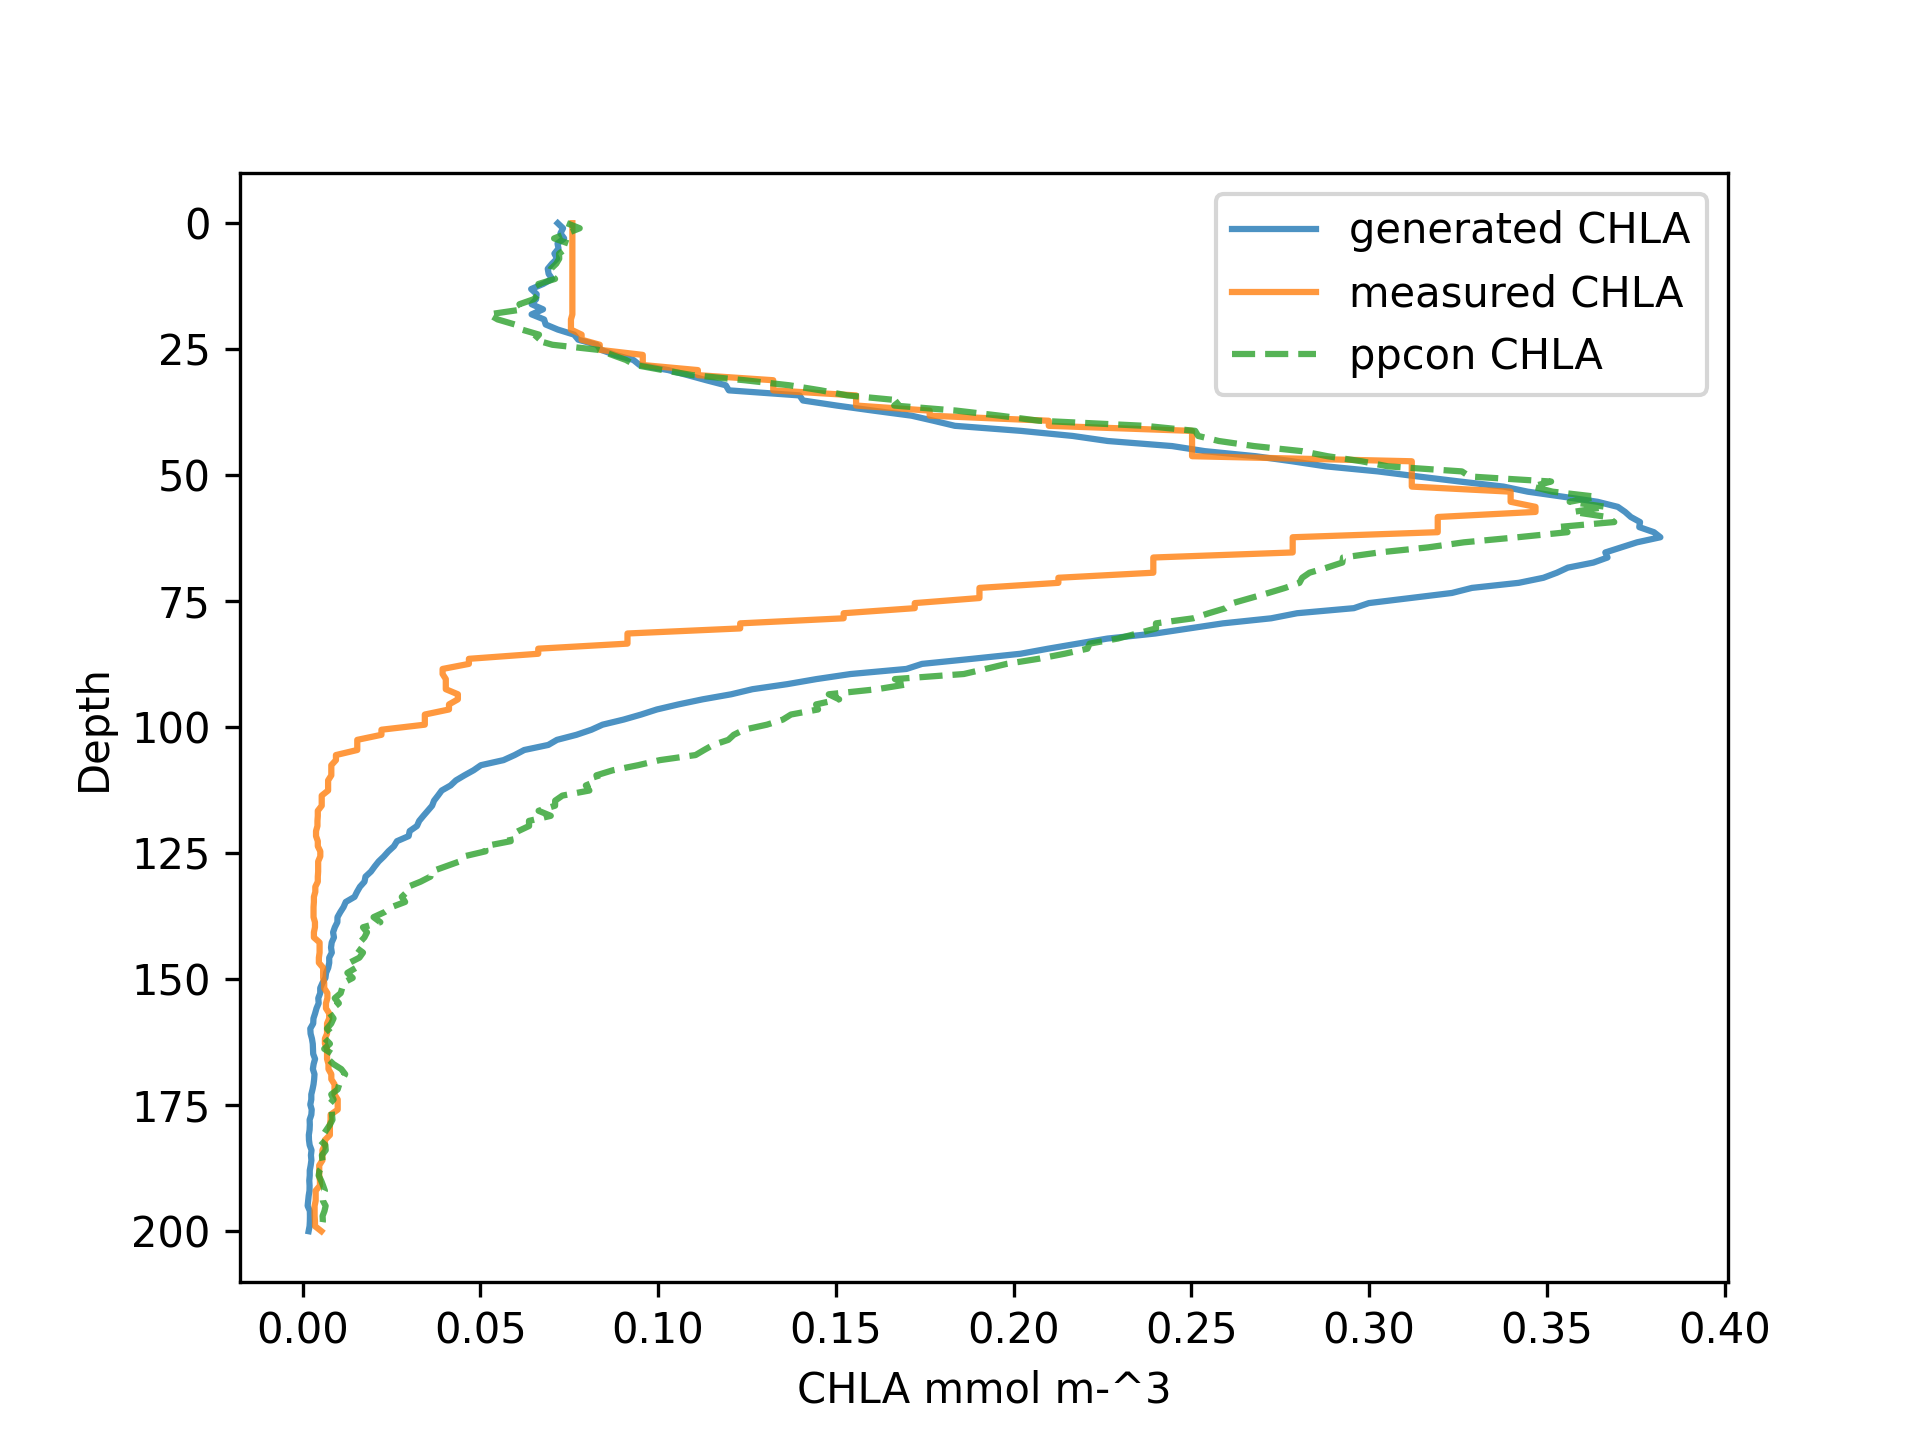 generated CHLA
measured CHLA
ppcon CHLA
0
25
50
75
100
125
150
175
200
Depth
0.00 0.05 0.10 0.15 0.20 0.25 0.30 0.35 0.40
CHLA mmol m-^3